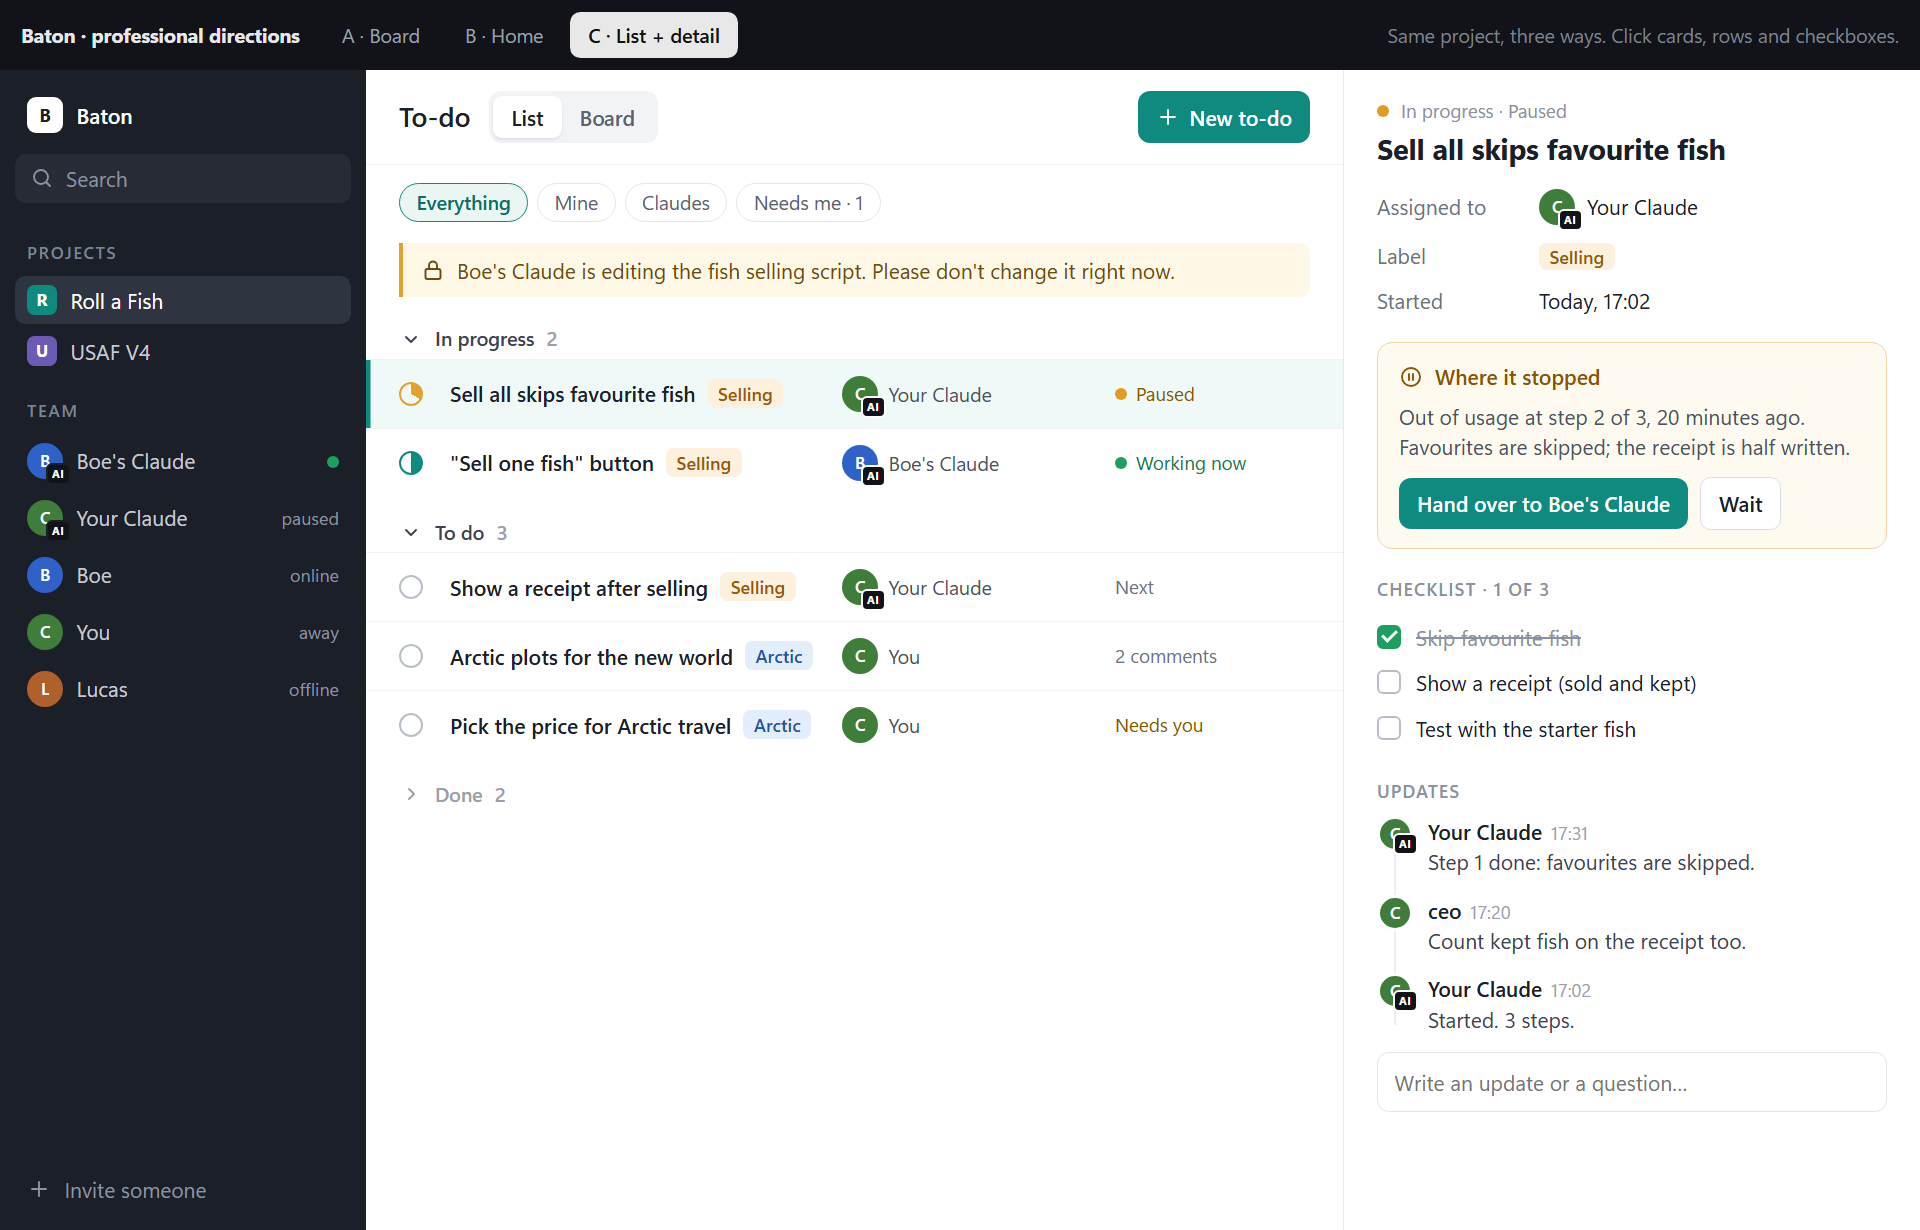 Baton · professional directions
A · Board
B · Home
C · List + detail
Same project, three ways. Click cards, rows and checkboxes.
B Baton
Search
PROJECTS
R Roll a Fish
U USAF V4
TEAM
B AI Boe's Claude
C AI Your Claude paused
B Boe online
C You away
L Lucas offline
Invite someone
To-do
List
Board
+ New to-do
Everything
Mine
Claudes
Needs me · 1
Boe's Claude is editing the fish selling script. Please don't change it right now.
In progress 2
Sell all skips favourite fish Selling C AI Your Claude Paused
"Sell one fish" button Selling B AI Boe's Claude Working now
To do 3
Show a receipt after selling Selling C AI Your Claude Next
Arctic plots for the new world Arctic C You 2 comments
Pick the price for Arctic travel Arctic C You Needs you
Done 2
In progress · Paused
Sell all skips favourite fish
Assigned to C AI Your Claude
Label Selling
Started Today, 17:02
Where it stopped
Out of usage at step 2 of 3, 20 minutes ago.
Favourites are skipped; the receipt is half written.
Hand over to Boe's Claude
Wait
CHECKLIST · 1 OF 3
Skip favourite fish
Show a receipt (sold and kept)
Test with the starter fish
UPDATES
C AI Your Claude 17:31
Step 1 done: favourites are skipped.
C ceo 17:20
Count kept fish on the receipt too.
C AI Your Claude 17:02
Started. 3 steps.
Write an update or a question...